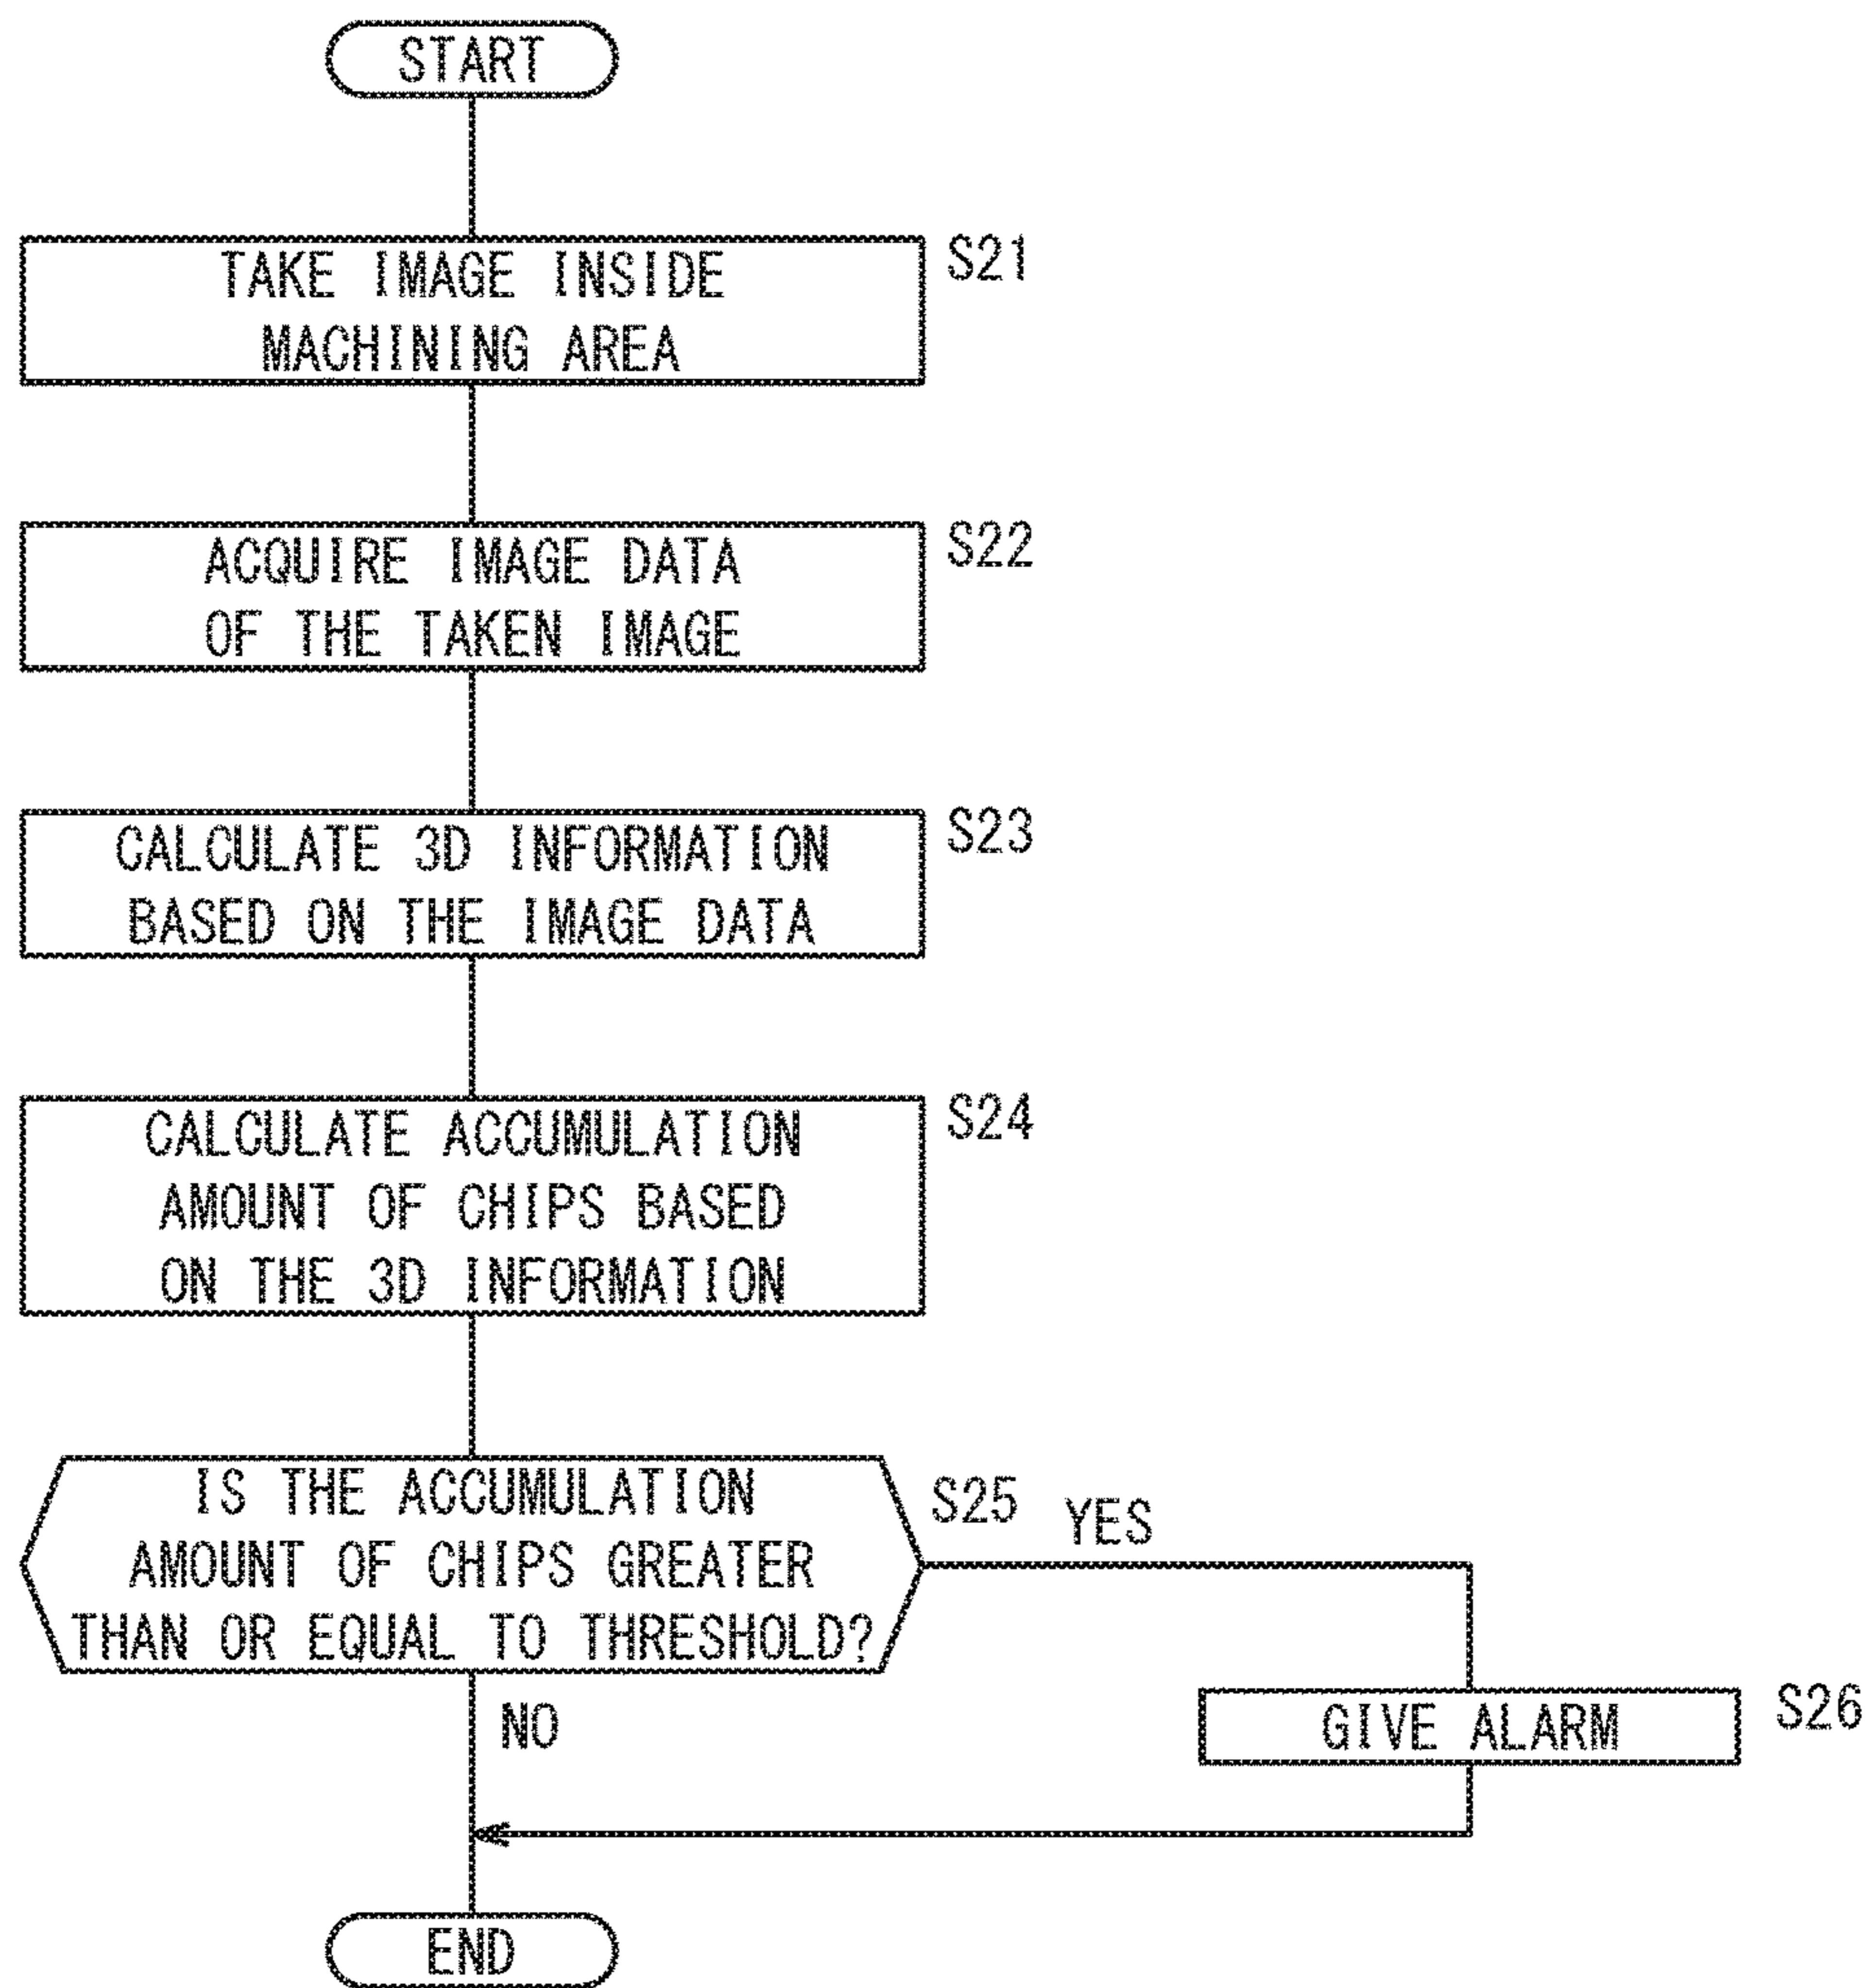 START
S21
TAKE IMAGE INSIDE
MACHINING AREA
S22
ACQUIRE IMAGE DATA
OF THE TAKEN IMAGE
S23
CALCULATE 3D INFORMATION
BASED ON THE IMAGE DATA
S24
CALCULATE ACCUMULATION
AMOUNT OF CHIPS BASED
ON THE 3D INFORMATION
S25
IS THE ACCUMULATION
AMOUNT OF CHIPS GREATER
THAN OR EQUAL TO THRESHOLD?
YES
NO
GIVE ALARM
S26
END